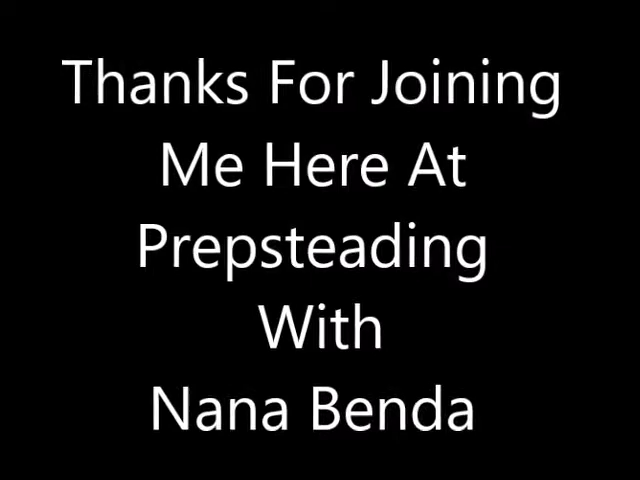 Thanks For Joining
Me Here At
Prepsteading
With
Nana Benda